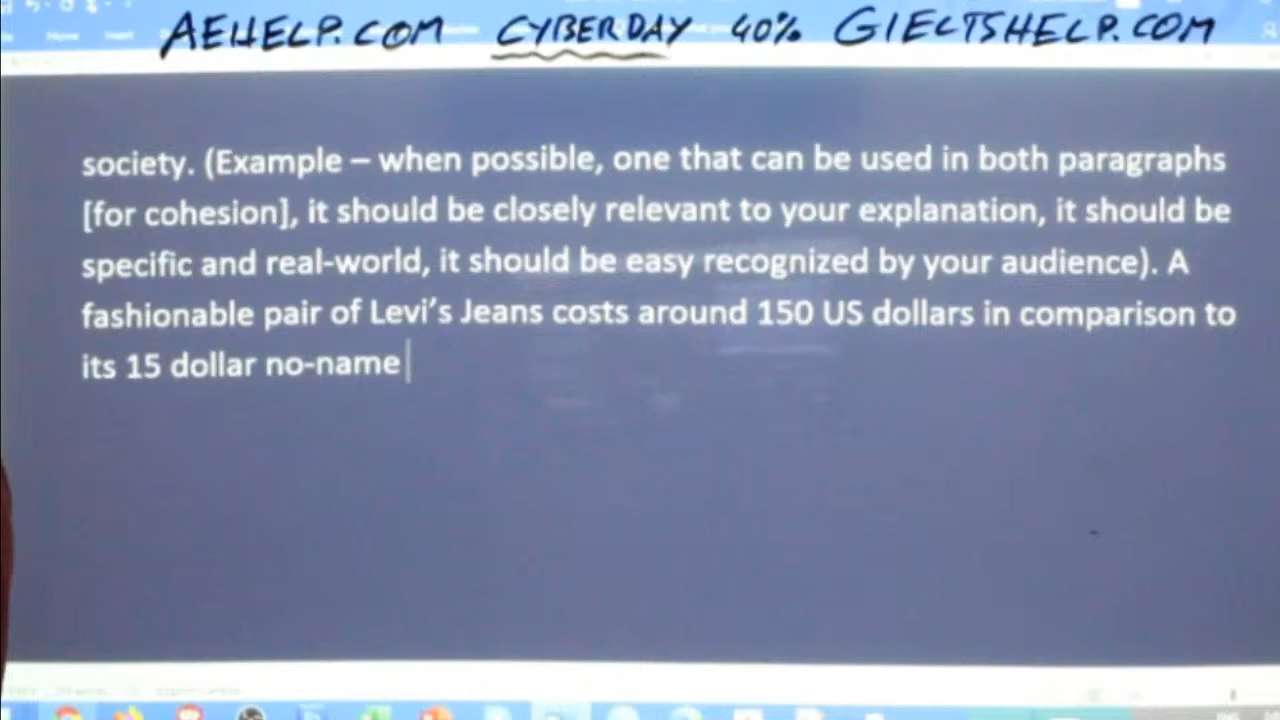 AEHELP.COM CYBERDAY 40% GIELTSHELP.COM
society. (Example – when possible, one that can be used in both paragraphs
[for cohesion], it should be closely relevant to your explanation, it should be
specific and real-world, it should be easy recognized by your audience). A
fashionable pair of Levi’s Jeans costs around 150 US dollars in comparison to
its 15 dollar no-name